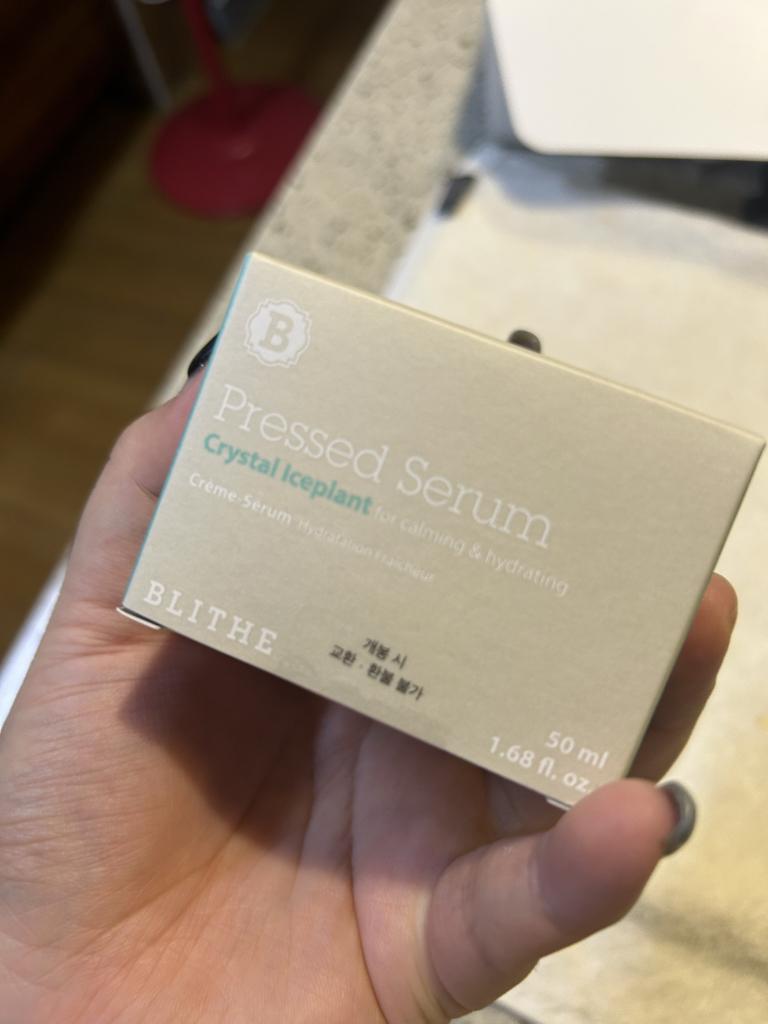 B
Pressed Serum
Crystal Iceplant for calming & hydrating
Crème-Sérum Hydratation Fraîcheur
BLITHE
개봉 시
교환 · 환불 불가
50 ml
1.68 fl. oz.